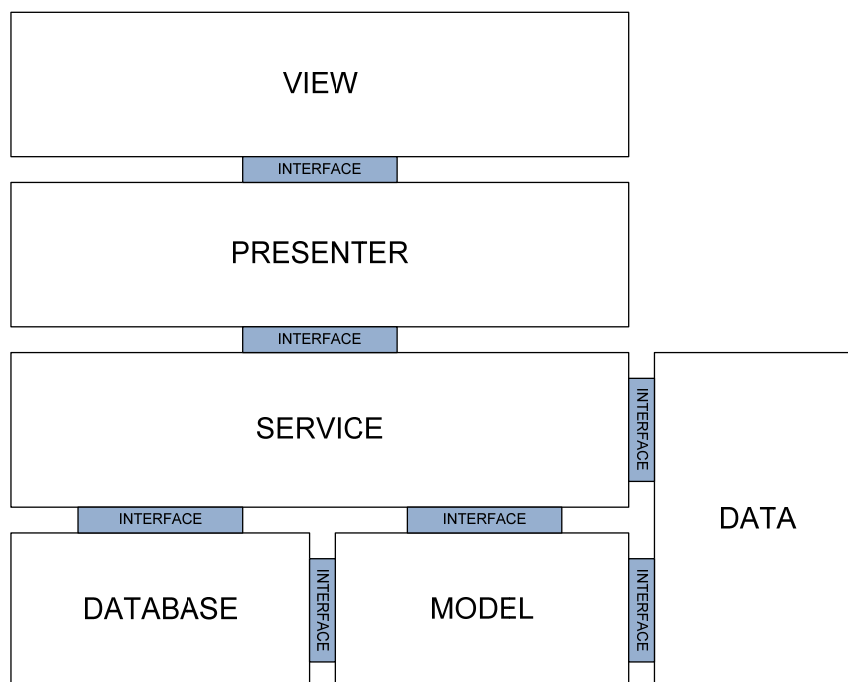 VIEW
INTERFACE
PRESENTER
INTERFACE
SERVICE
INTERFACE
DATA
INTERFACE
INTERFACE
DATABASE
INTERFACE
MODEL
INTERFACE